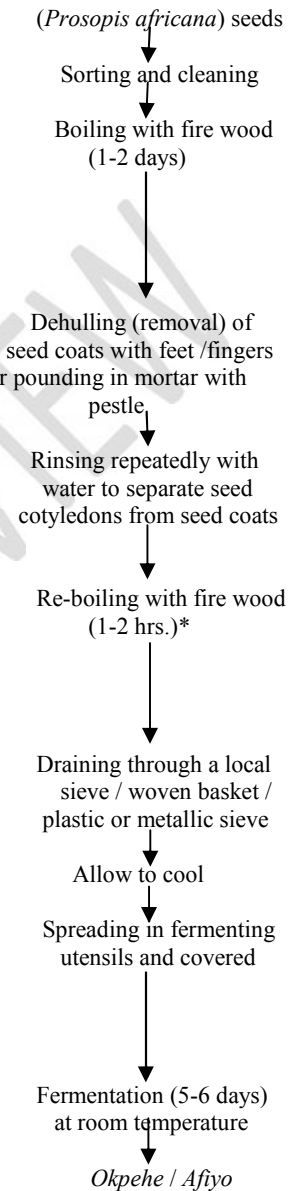 (Prosopis africana) seeds
Sorting and cleaning
Boiling with fire wood
(1-2 days)
Dehulling (removal) of
seed coats with feet /fingers
r pounding in mortar with
pestle
Rinsing repeatedly with
water to separate seed
cotyledons from seed coats
Re-boiling with fire wood
(1-2 hrs.)*
Draining through a local
sieve / woven basket /
plastic or metallic sieve
Allow to cool
Spreading in fermenting
utensils and covered
Fermentation (5-6 days)
at room temperature
Okpehe / Afiyo